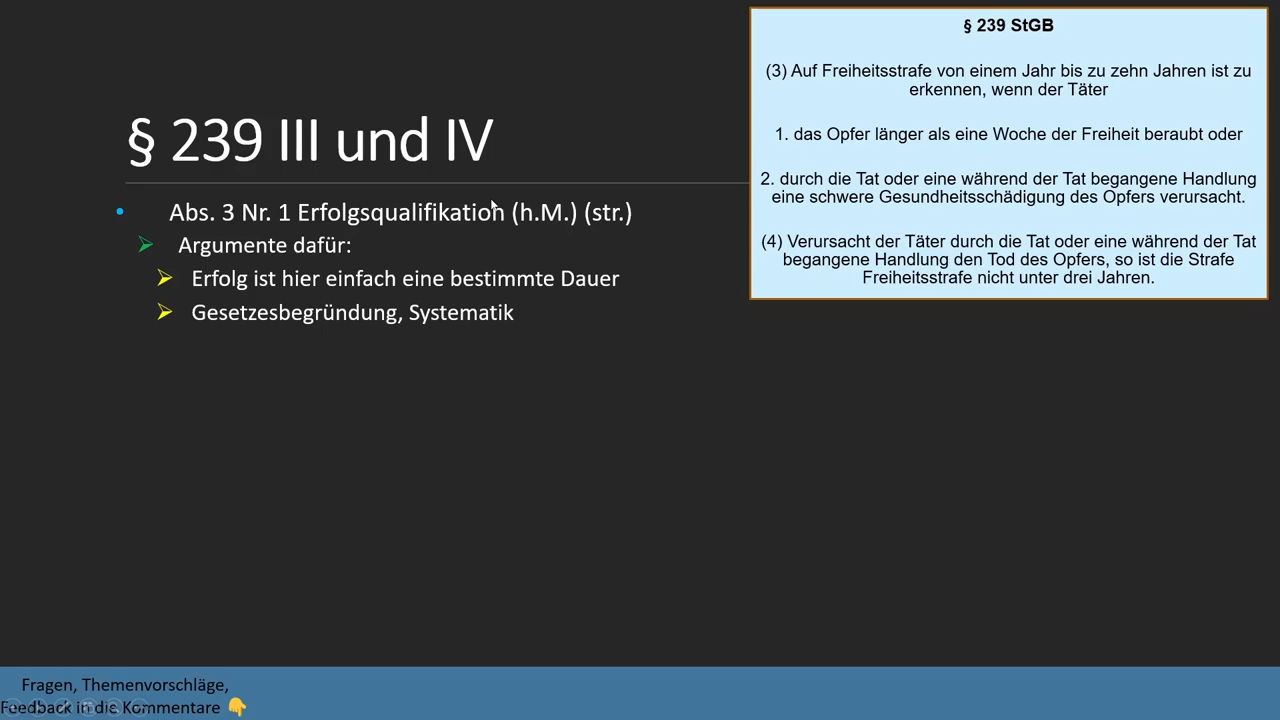 § 239 III und IV
Abs. 3 Nr. 1 Erfolgsqualifikation (h.M.) (str.)
Argumente dafür:
Erfolg ist hier einfach eine bestimmte Dauer
Gesetzesbegründung, Systematik
§ 239 StGB
(3) Auf Freiheitsstrafe von einem Jahr bis zu zehn Jahren ist zu
erkennen, wenn der Täter
1. das Opfer länger als eine Woche der Freiheit beraubt oder
2. durch die Tat oder eine während der Tat begangene Handlung
eine schwere Gesundheitsschädigung des Opfers verursacht.
(4) Verursacht der Täter durch die Tat oder eine während der Tat
begangene Handlung den Tod des Opfers, so ist die Strafe
Freiheitsstrafe nicht unter drei Jahren.
Fragen, Themenvorschläge,
Feedback in die Kommentare 👇